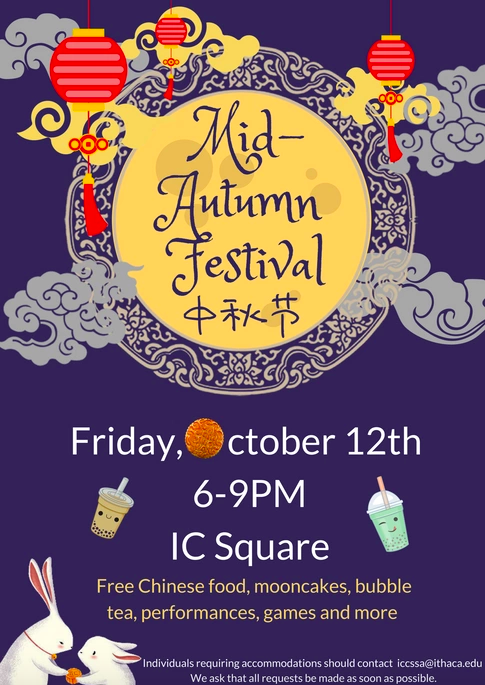 Mid-
Autumn
Festival
中秋节
Friday, October 12th
6-9PM
IC Square
Free Chinese food, mooncakes, bubble
tea, performances, games and more
Individuals requiring accommodations should contact iccssa@ithaca.edu
We ask that all requests be made as soon as possible.